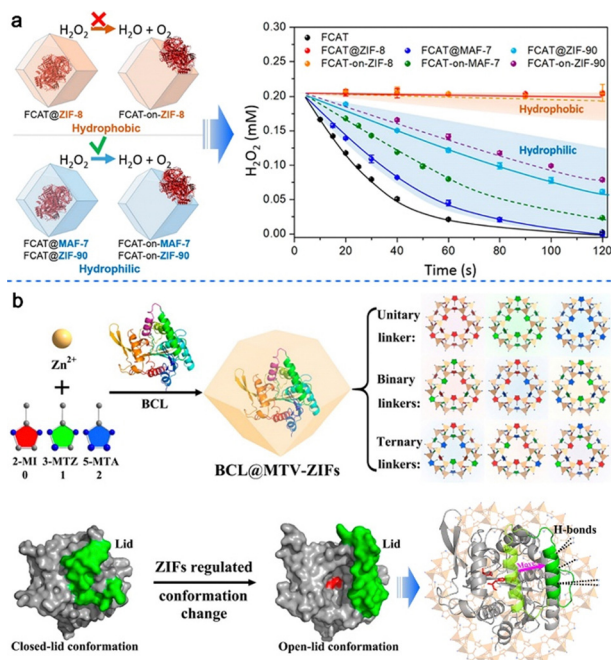 a
H₂O₂ H₂O + O₂
FCAT@ZIF-8 FCAT-on-ZIF-8
Hydrophobic
H₂O₂ H₂O + O₂
FCAT@MAF-7 FCAT-on-MAF-7
FCAT@ZIF-90 FCAT-on-ZIF-90
Hydrophilic
FCAT
FCAT@ZIF-8 FCAT@MAF-7 FCAT@ZIF-90
FCAT-on-ZIF-8 FCAT-on-MAF-7 FCAT-on-ZIF-90
H₂O₂ (mM)
0.30
0.25
0.20
0.15
0.10
0.05
0.00
Hydrophobic
Hydrophilic
0 20 40 60 80 100 120
Time (s)
b
Zn²⁺
+
2-MI 3-MTZ 5-MTA
0 1 2
BCL
BCL@MTV-ZIFs
Unitary
linker:
Binary
linkers:
Ternary
linkers:
Lid
Closed-lid conformation
ZIFs regulated
conformation
change
Lid
Open-lid conformation
H-bonds